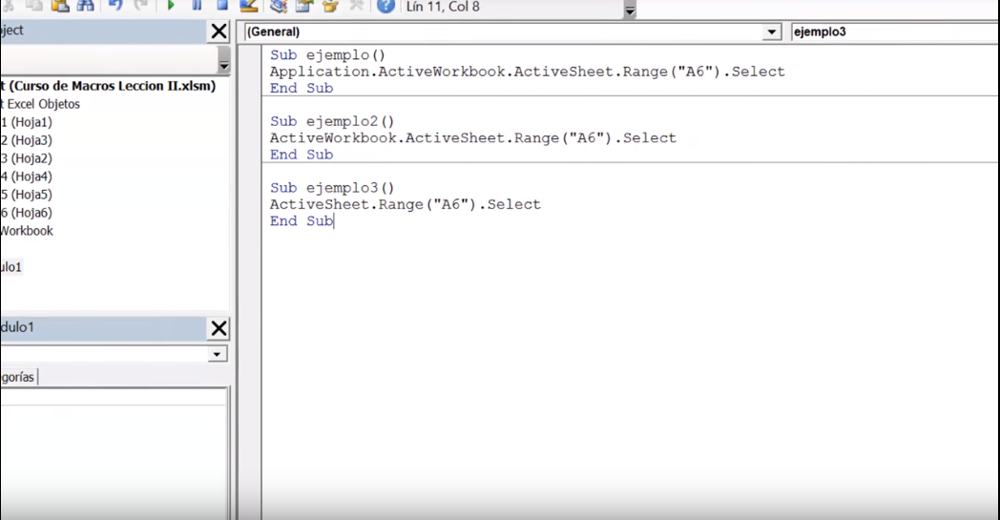 Lín 11, Col 8
ject
(General)
ejemplo3
t (Curso de Macros Leccion II.xlsm)
t Excel Objetos
1 (Hoja1)
2 (Hoja3)
3 (Hoja2)
4 (Hoja4)
5 (Hoja5)
6 (Hoja6)
Workbook
ulo1
dulo1
gorías
Sub ejemplo()
Application.ActiveWorkbook.ActiveSheet.Range("A6").Select
End Sub
Sub ejemplo2()
ActiveWorkbook.ActiveSheet.Range("A6").Select
End Sub
Sub ejemplo3()
ActiveSheet.Range("A6").Select
End Sub